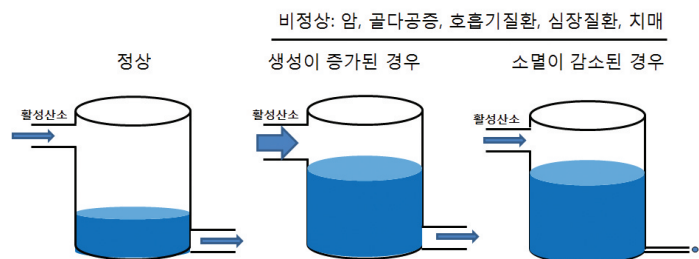 비정상: 암, 골다공증, 호흡기질환, 심장질환, 치매
정상
생성이 증가된 경우
소멸이 감소된 경우
활성산소
활성산소
활성산소